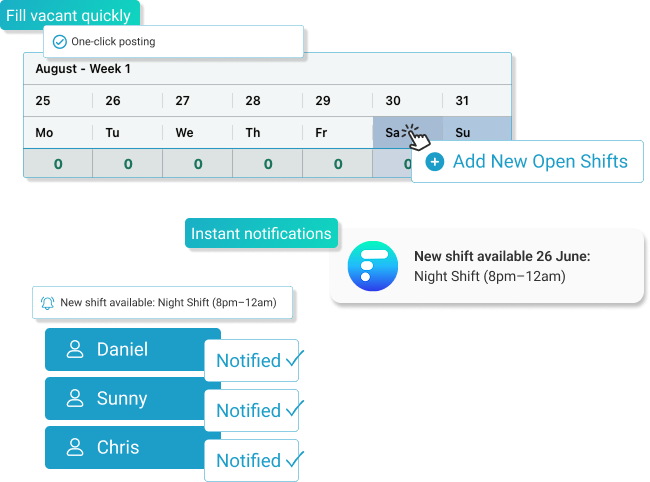 Fill vacant quickly
One-click posting
August - Week 1
25 26 27 28 29 30 31
Mo Tu We Th Fr Sa Su
0 0 0 0 0 0
Add New Open Shifts
Instant notifications
New shift available 26 June:
Night Shift (8pm–12am)
New shift available: Night Shift (8pm–12am)
Daniel
Notified
Sunny
Notified
Chris
Notified